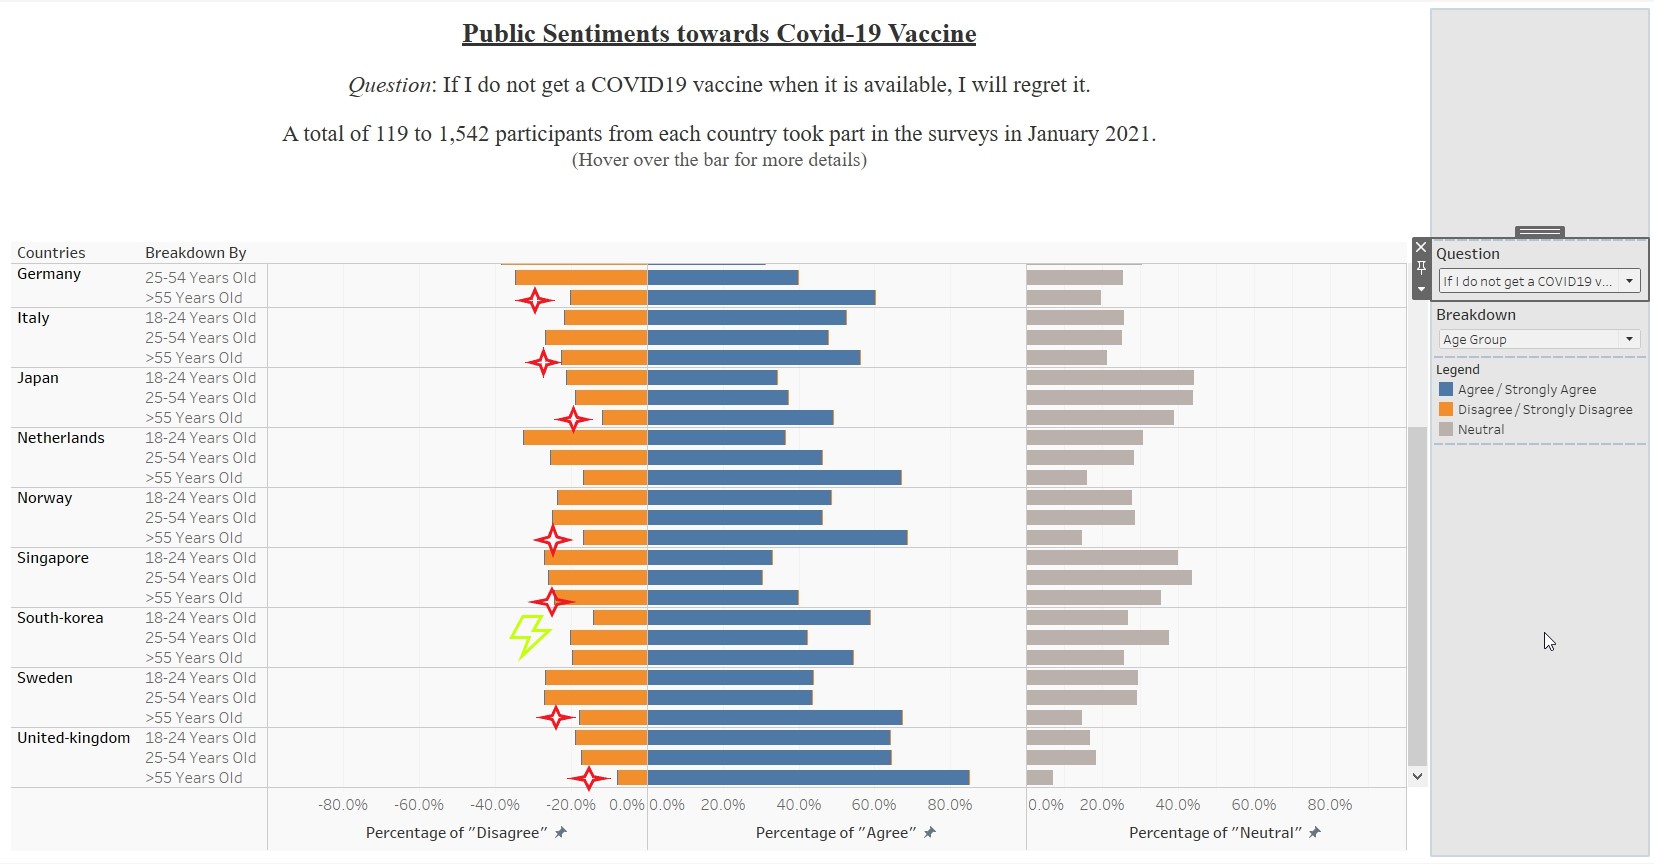 Public Sentiments towards Covid-19 Vaccine
Question: If I do not get a COVID19 vaccine when it is available, I will regret it.
A total of 119 to 1,542 participants from each country took part in the surveys in January 2021.
(Hover over the bar for more details)
Countries Breakdown By
Germany 25-54 Years Old
>55 Years Old
Italy 18-24 Years Old
25-54 Years Old
>55 Years Old
Japan 18-24 Years Old
25-54 Years Old
>55 Years Old
Netherlands 18-24 Years Old
25-54 Years Old
>55 Years Old
Norway 18-24 Years Old
25-54 Years Old
>55 Years Old
Singapore 18-24 Years Old
25-54 Years Old
>55 Years Old
South-korea 18-24 Years Old
25-54 Years Old
>55 Years Old
Sweden 18-24 Years Old
25-54 Years Old
>55 Years Old
United-kingdom 18-24 Years Old
25-54 Years Old
>55 Years Old
-80.0% -60.0% -40.0% -20.0% 0.0% 0.0% 20.0% 40.0% 60.0% 80.0% 0.0% 20.0% 40.0% 60.0% 80.0%
Percentage of "Disagree" Percentage of "Agree" Percentage of "Neutral"
Question
If I do not get a COVID19 v...
Breakdown
Age Group
Legend
Agree / Strongly Agree
Disagree / Strongly Disagree
Neutral